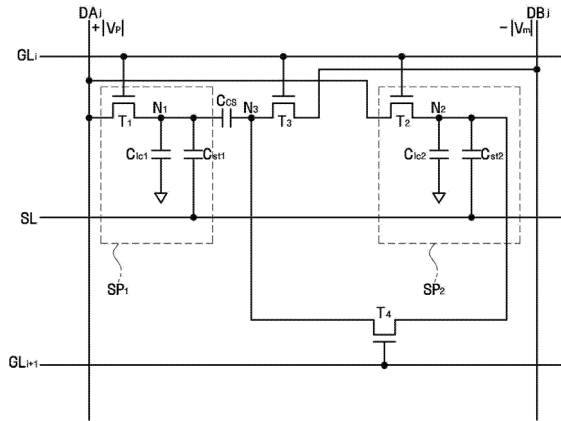 DAj
DBj
+|Vp|
-|Vm|
GLi
N1
CCS
N3
N2
T1
T3
T2
Clc1
Cst1
Clc2
Cst2
SL
SP1
SP2
T4
GLi+1